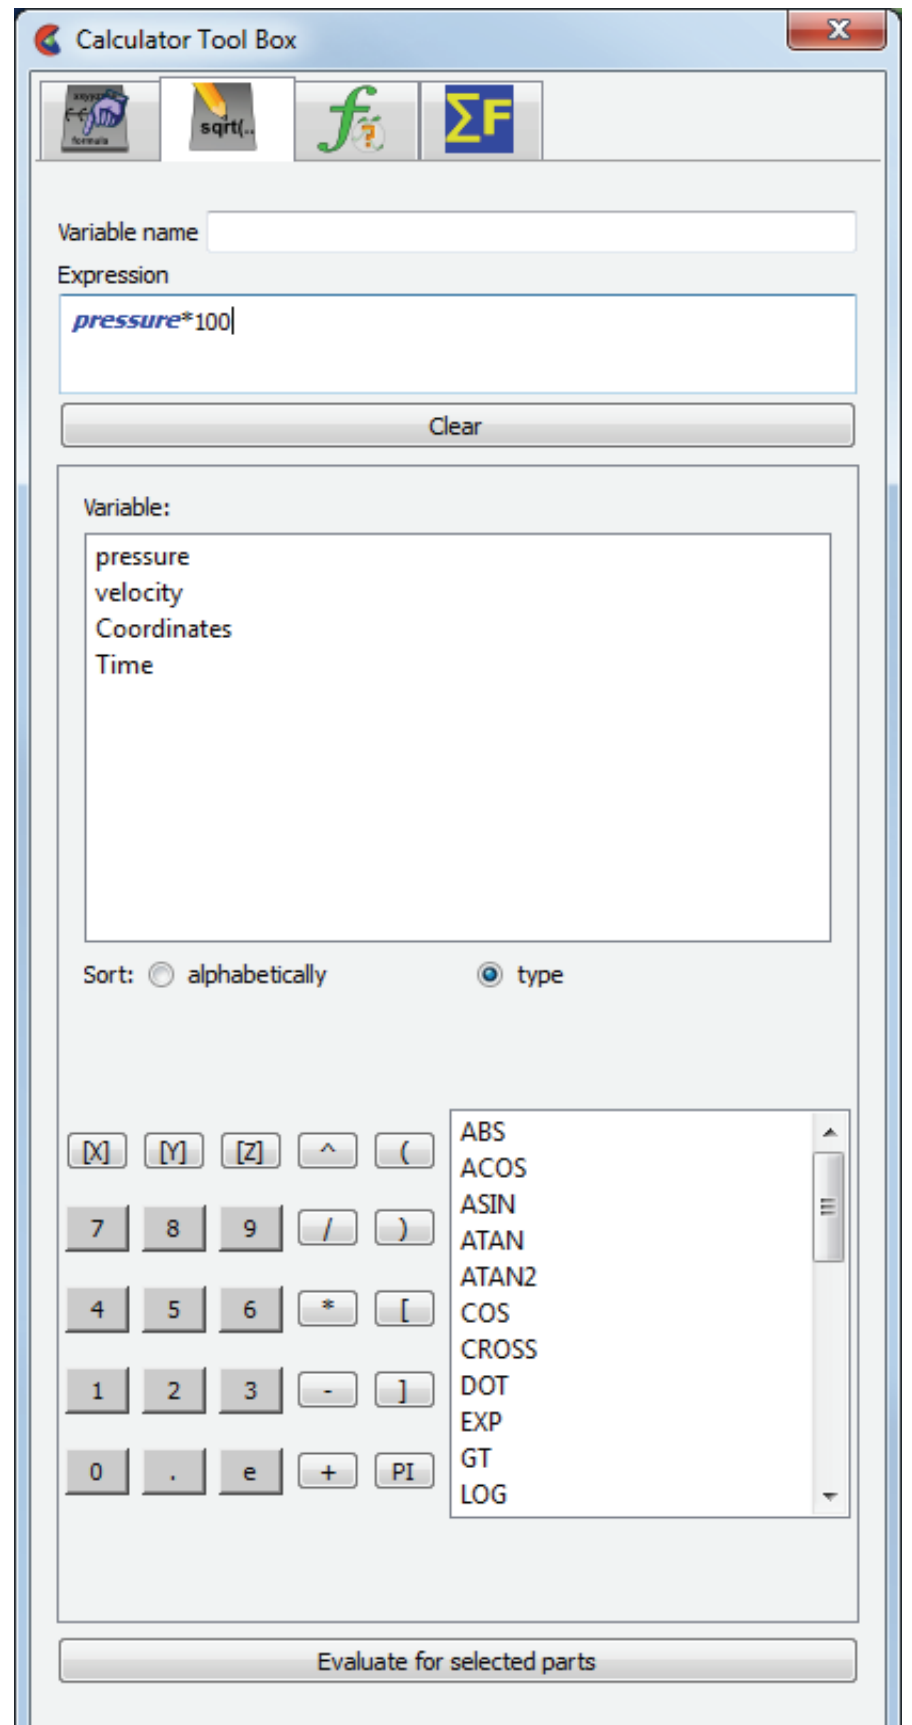 Calculator Tool Box
x
formula
sqrt(..
f ?
ΣF
Variable name
Expression
pressure*100
Clear
Variable:
pressure
velocity
Coordinates
Time
Sort: alphabetically type
[X] [Y] [Z] ^ (
7 8 9 / )
4 5 6 * [
1 2 3 - ]
0 . e + PI
ABS
ACOS
ASIN
ATAN
ATAN2
COS
CROSS
DOT
EXP
GT
LOG
Evaluate for selected parts